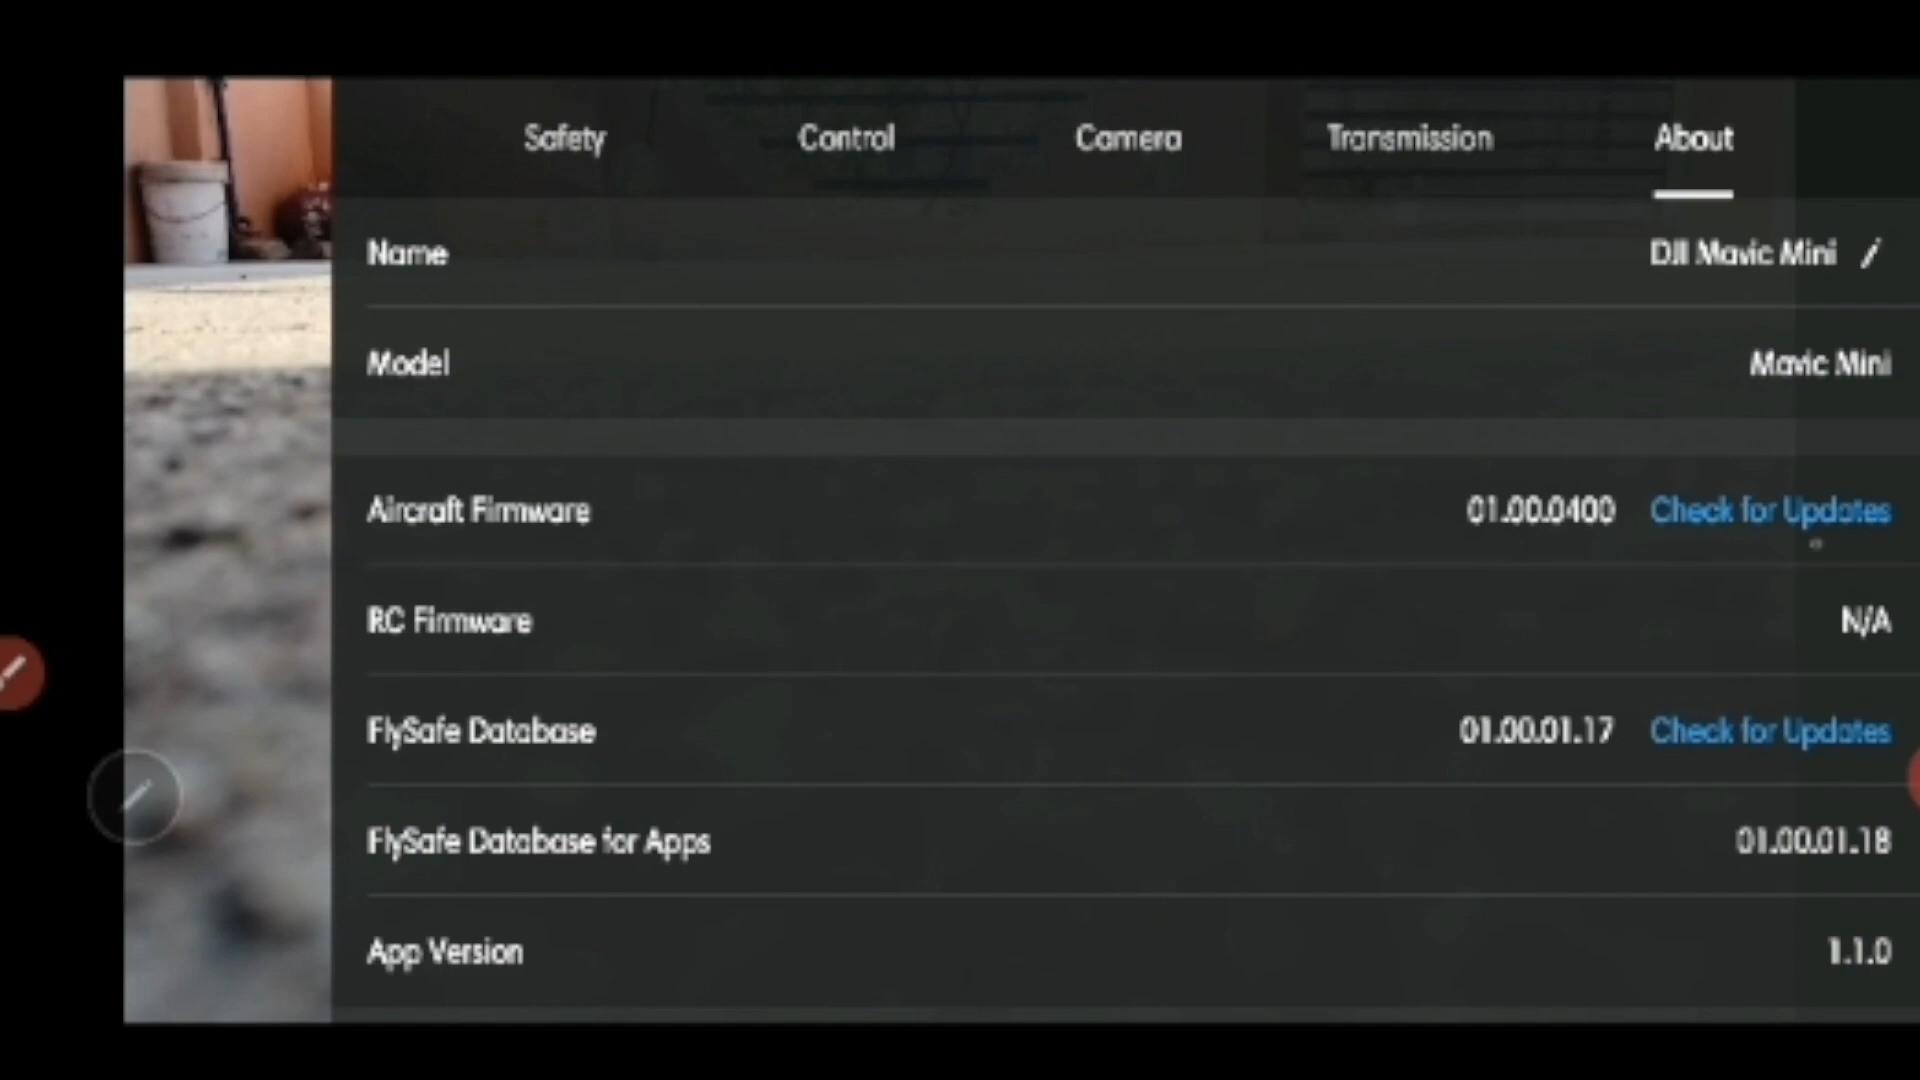 Safety Control Camera Transmission About
Name DJI Mavic Mini
Model Mavic Mini
Aircraft Firmware 01.00.0400 Check for Updates
RC Firmware N/A
FlySafe Database 01.00.01.17 Check for Updates
FlySafe Database for Apps 01.00.01.18
App Version 1.1.0